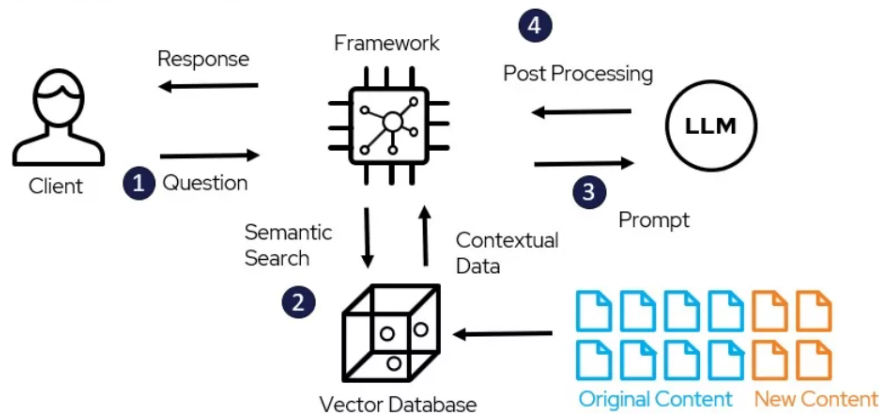 4
Framework
Response
Post Processing
LLM
Client
1 Question
3
Prompt
Semantic
Search
Contextual
Data
2
Vector Database
Original Content
New Content